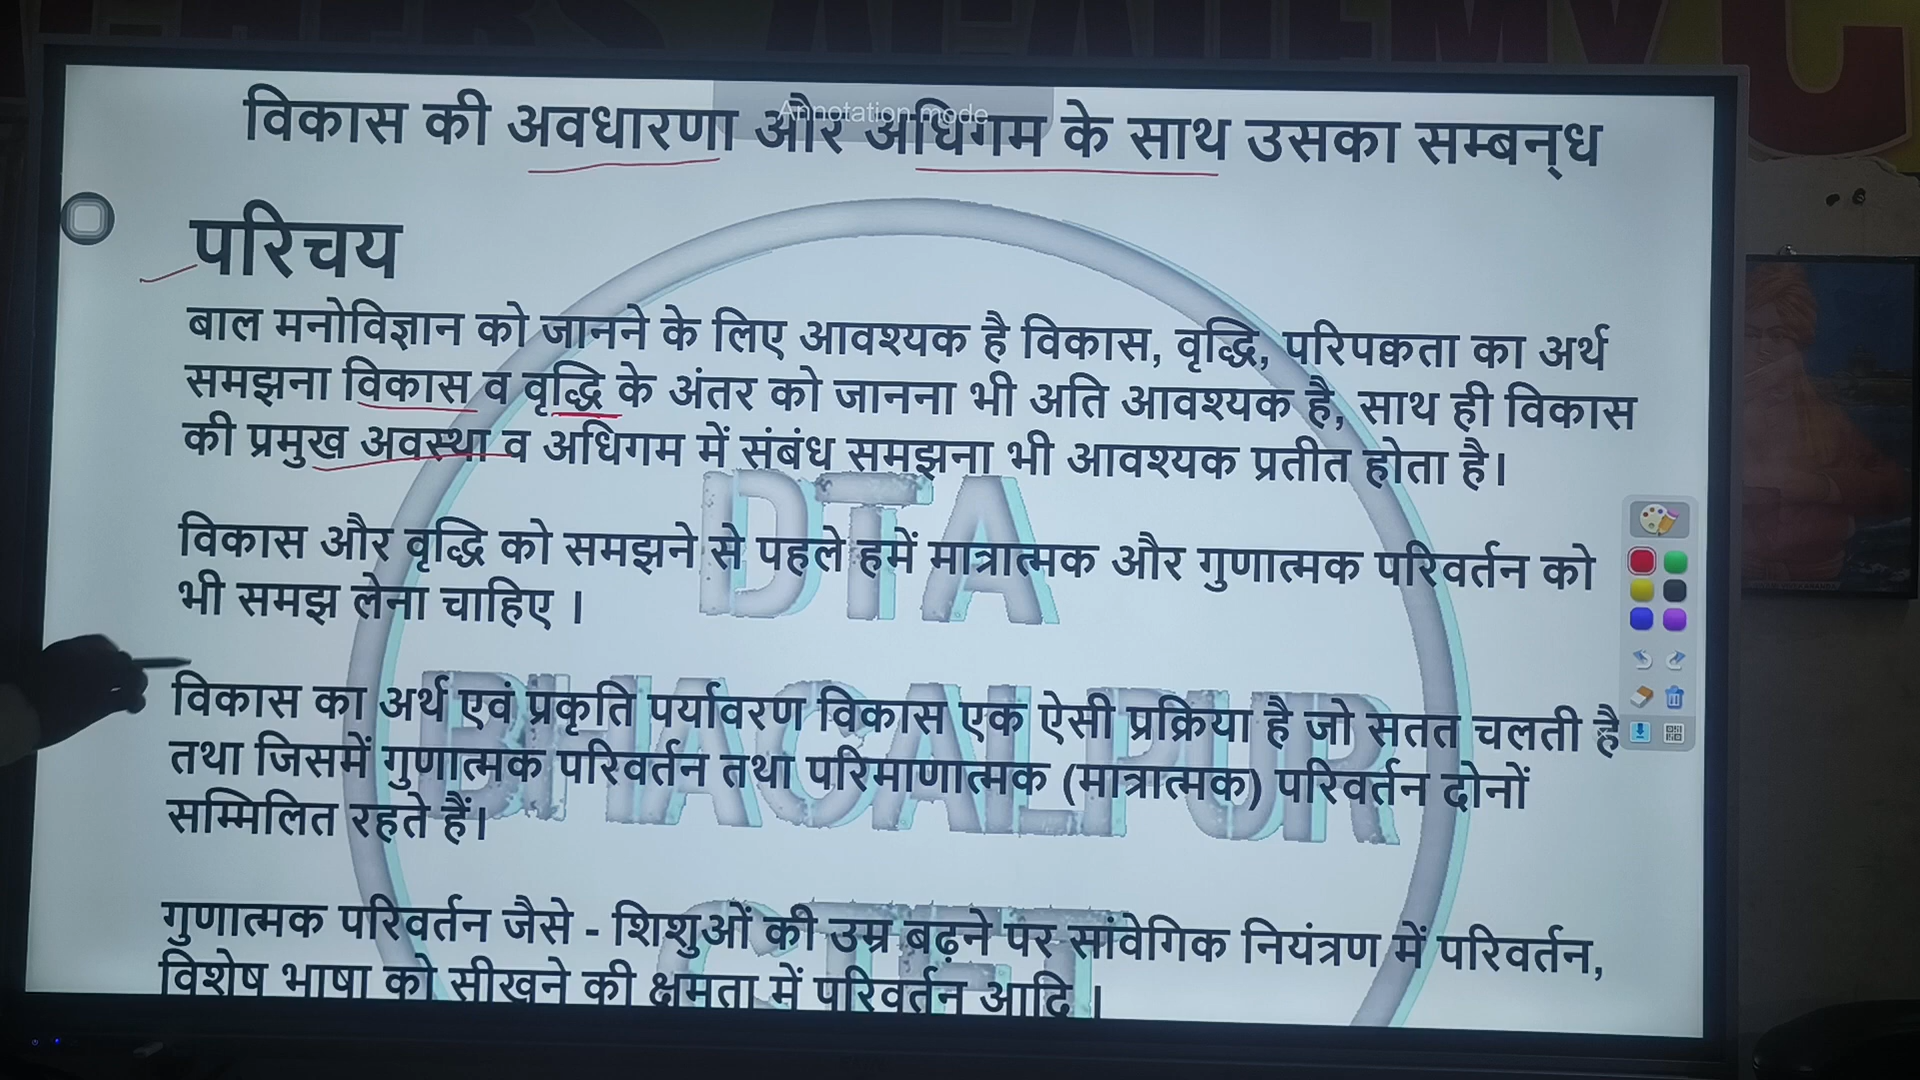 ACADEMY
Annotation mode
विकास की अवधारणा और अधिगम के साथ उसका सम्बन्ध
परिचय
बाल मनोविज्ञान को जानने के लिए आवश्यक है विकास, वृद्धि, परिपक्वता का अर्थ
समझना विकास व वृद्धि के अंतर को जानना भी अति आवश्यक है, साथ ही विकास
की प्रमुख अवस्था व अधिगम में संबंध समझना भी आवश्यक प्रतीत होता है।
विकास और वृद्धि को समझने से पहले हमें मात्रात्मक और गुणात्मक परिवर्तन को
भी समझ लेना चाहिए ।
विकास का अर्थ एवं प्रकृति पर्यावरण विकास एक ऐसी प्रक्रिया है जो सतत चलती है
तथा जिसमें गुणात्मक परिवर्तन तथा परिमाणात्मक (मात्रात्मक) परिवर्तन दोनों
सम्मिलित रहते हैं।
गुणात्मक परिवर्तन जैसे - शिशुओं की उम्र बढ़ने पर सांवेगिक नियंत्रण में परिवर्तन,
विशेष भाषा को सीखने की क्षमता में परिवर्तन आदि ।
DTA
BHAGALPUR